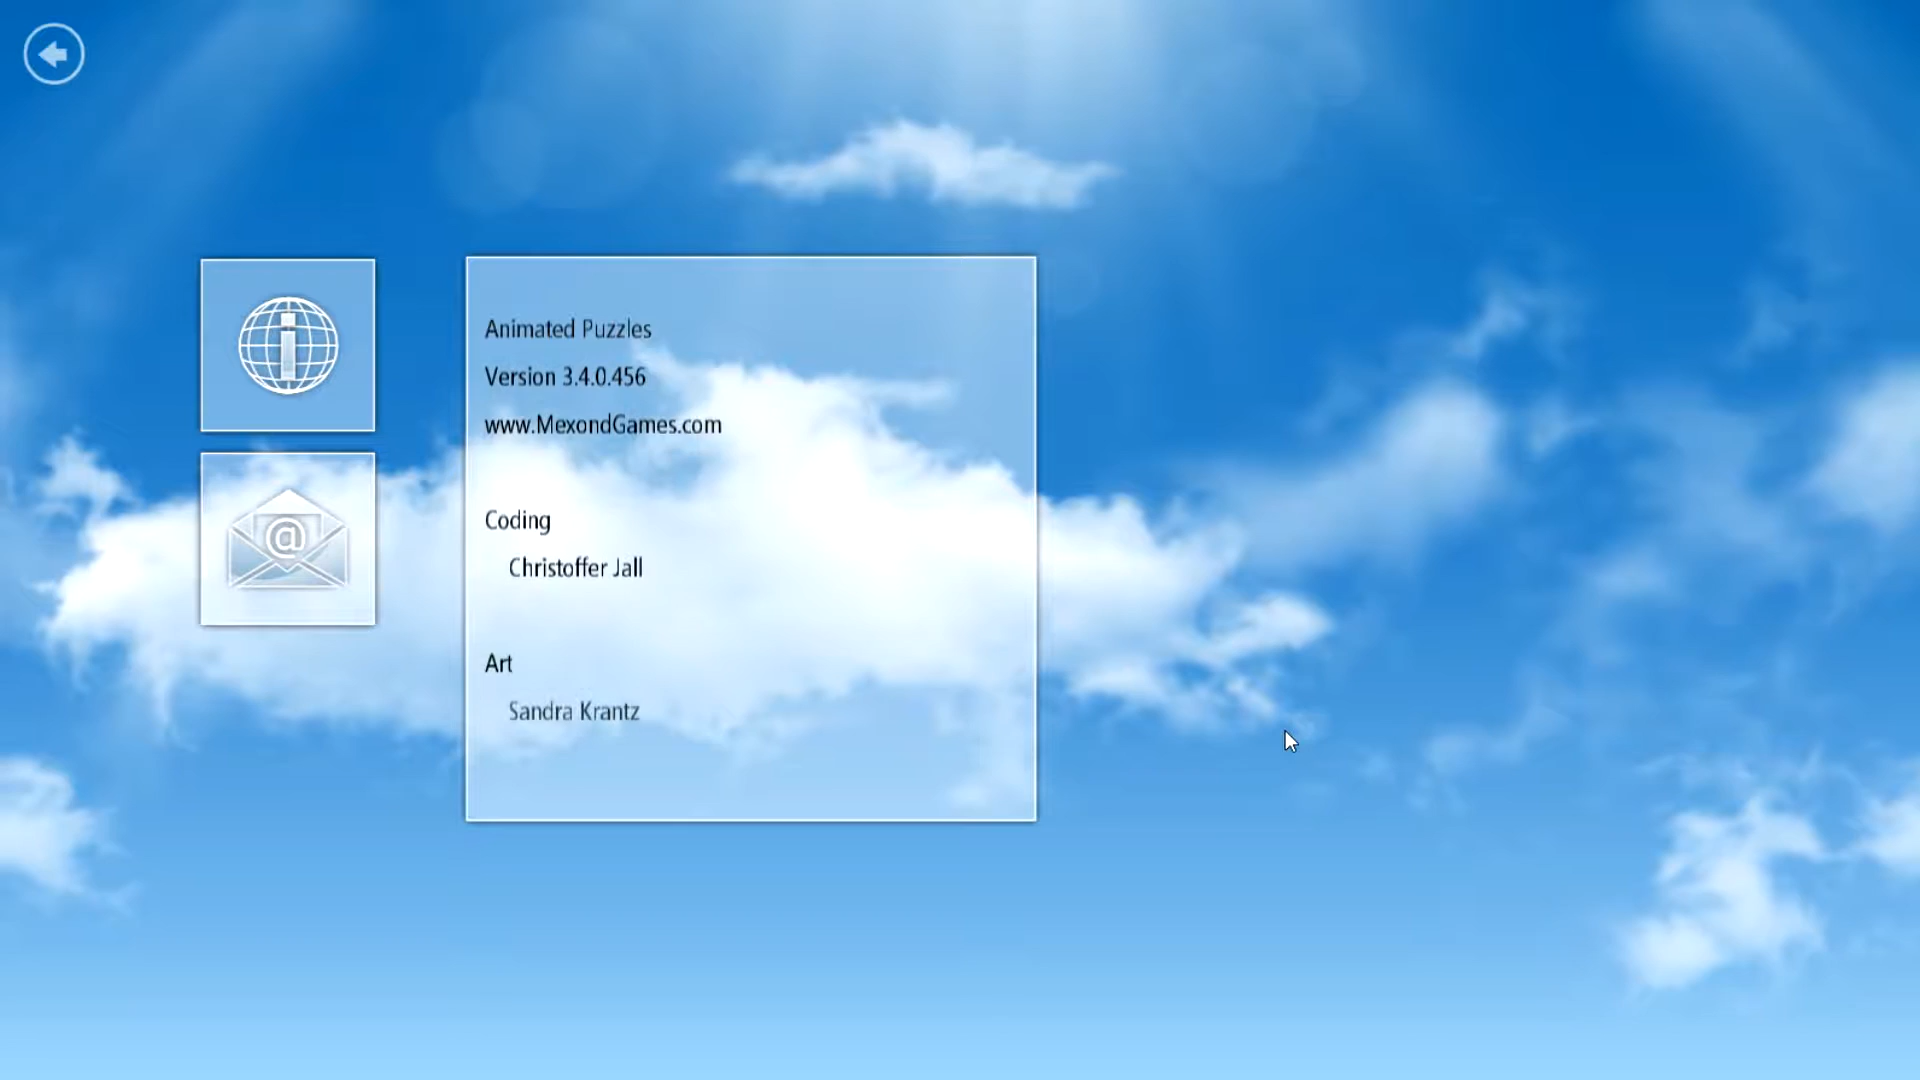 Animated Puzzles
Version 3.4.0.456
www.MexondGames.com
Coding
Christoffer Jall
Art
Sandra Krantz